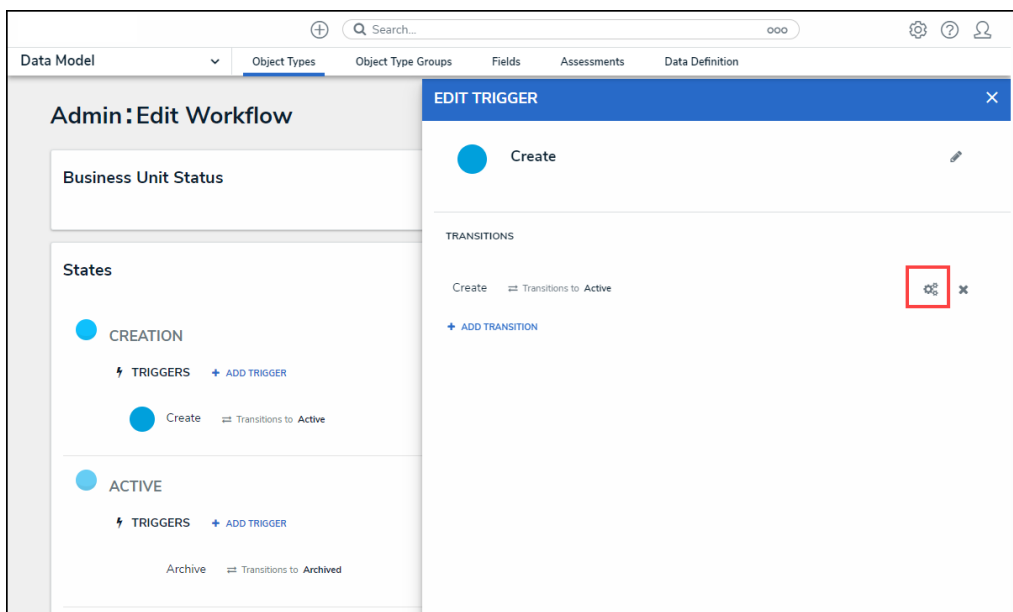 Search...
Data Model
Object Types
Object Type Groups
Fields
Assessments
Data Definition
Admin:Edit Workflow
Business Unit Status
States
CREATION
TRIGGERS + ADD TRIGGER
Create Transitions to Active
ACTIVE
TRIGGERS + ADD TRIGGER
Archive Transitions to Archived
EDIT TRIGGER
Create
TRANSITIONS
Create Transitions to Active
+ ADD TRANSITION